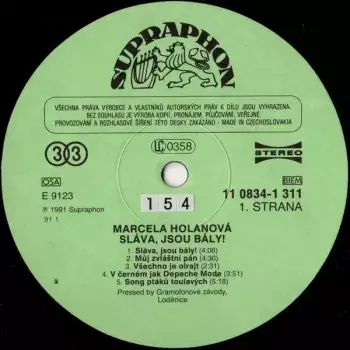 SUPRAPHON
VŠECHNA PRÁVA VÝROBCE A VLASTNÍKŮ AUTORSKÝCH PRÁV K DÍLU JSOU VYHRAZENA.
BEZ SOUHLASU JE VÝROBA KOPIÍ, PRONÁJEM, PŮJČOVÁNÍ, VEŘEJNÉ
PROVOZOVÁNÍ A ROZHLASOVÉ ŠÍŘENÍ TÉTO DESKY ZAKÁZÁNO - MADE IN CZECHOSLOVAKIA
33
LC 0358
STEREO
OSA
BIEM
E 9123
154
11 0834-1 311
℗ 1991 Supraphon
1. STRANA
91 1
MARCELA HOLANOVÁ
SLÁVA, JSOU BÁLY!
1. Sláva, jsou bály! (4:06)
2. Můj zvláštní pán (4:30)
3. Všechno je olrajt (2:39)
4. V černém jak Depeche Mode (3:51)
5. Song ptáků toulavých (5:18)
Pressed by Gramofonové závody,
Loděnice